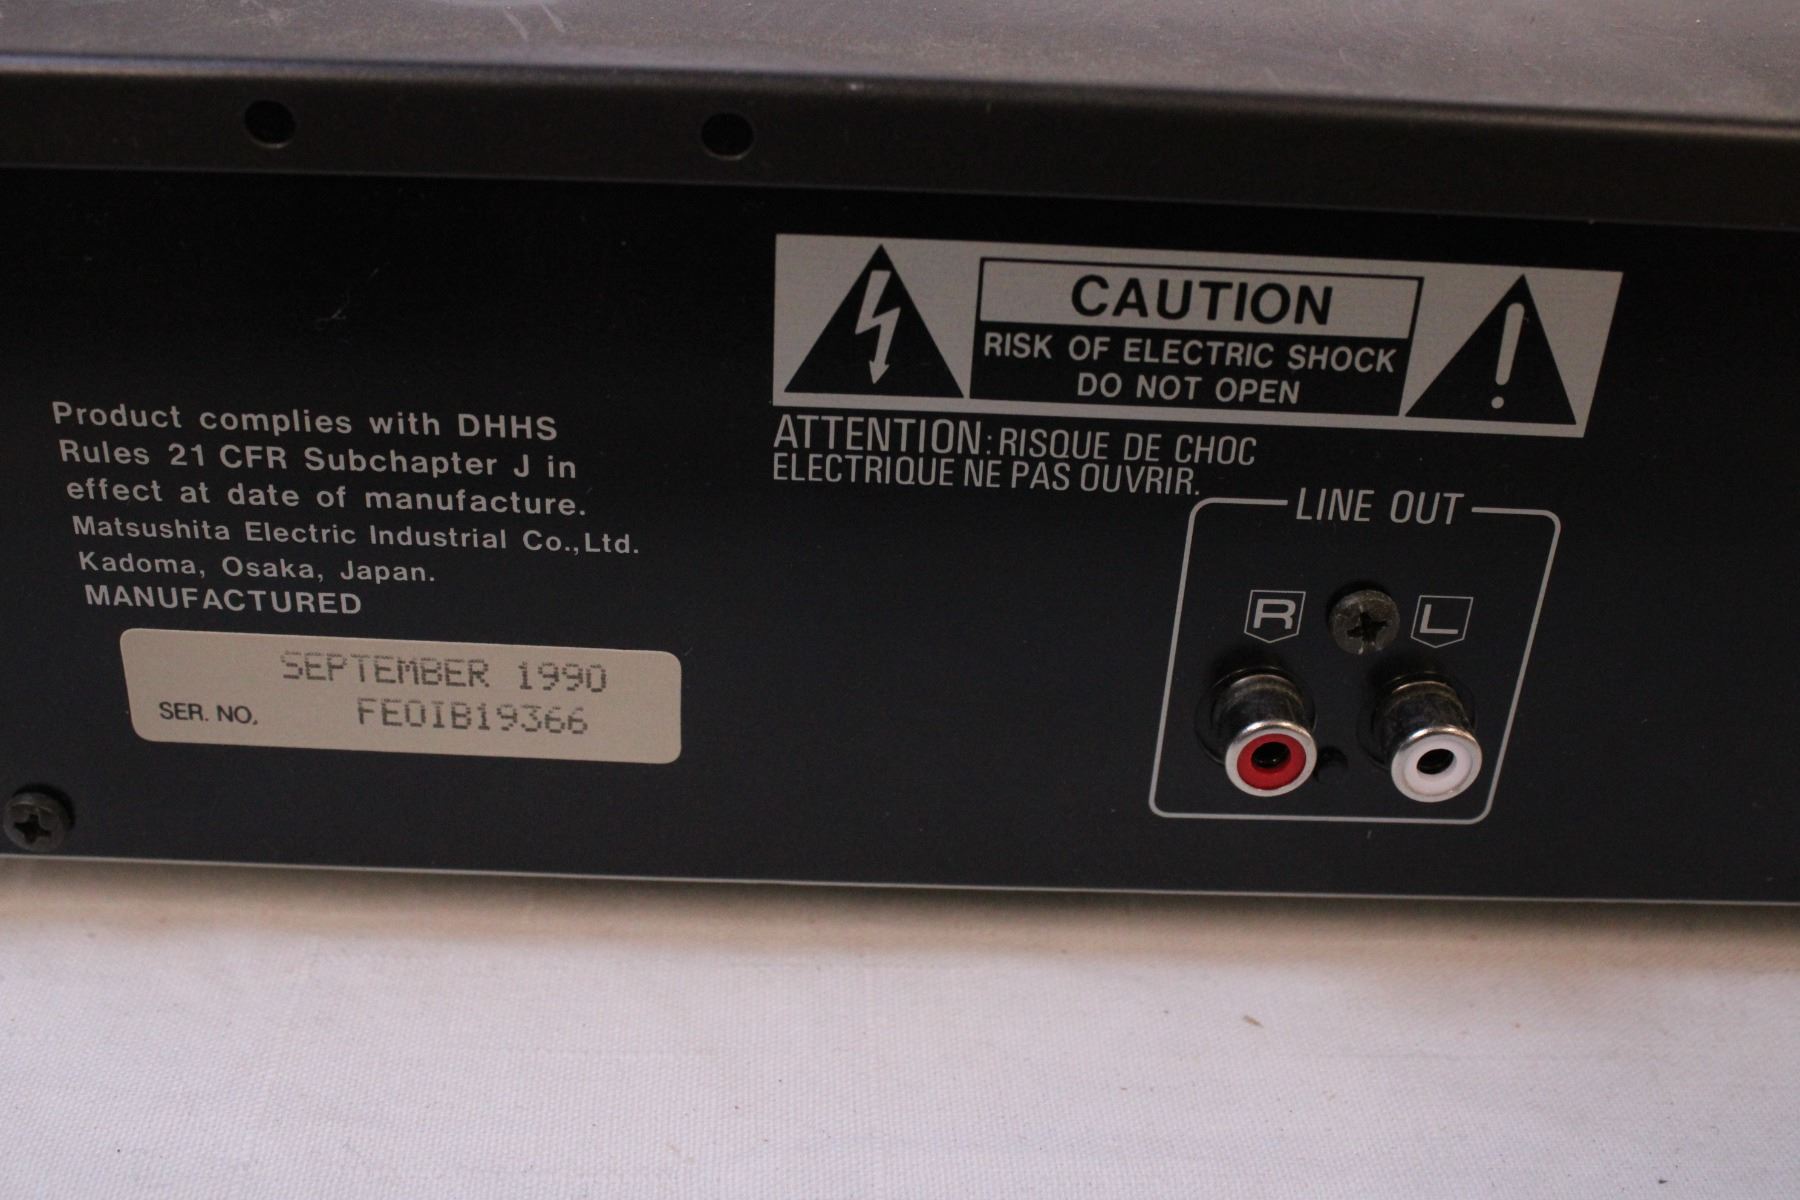 Product complies with DHHS
Rules 21 CFR Subchapter J in
effect at date of manufacture.
Matsushita Electric Industrial Co.,Ltd.
Kadoma, Osaka, Japan.
MANUFACTURED
SEPTEMBER 1990
SER. NO. FE0IB19366
CAUTION
RISK OF ELECTRIC SHOCK
DO NOT OPEN
ATTENTION: RISQUE DE CHOC
ELECTRIQUE NE PAS OUVRIR.
LINE OUT
R L